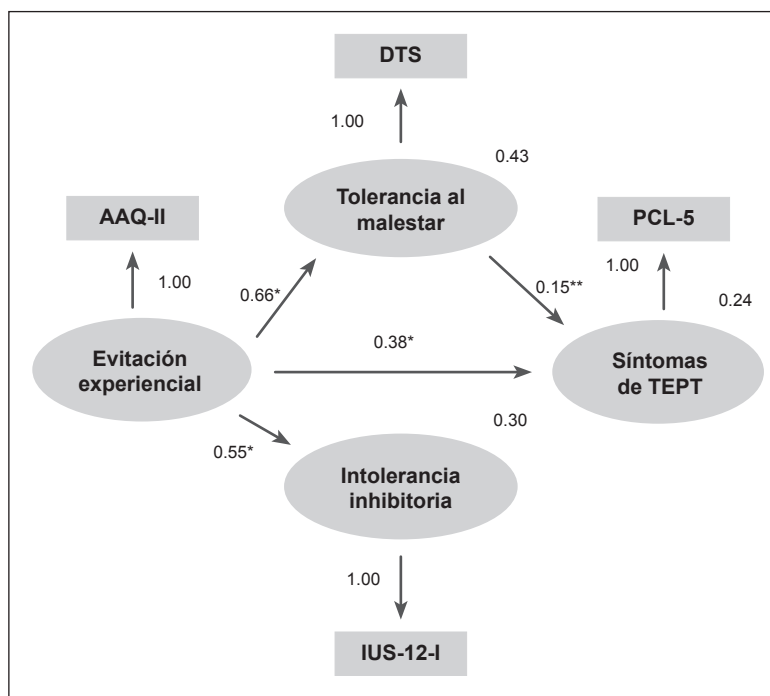 DTS
1.00
0.43
Tolerancia al
malestar
AAQ-II
PCL-5
1.00
1.00
0.66*
0.15**
0.24
0.38*
Evitación
experiencial
Síntomas
de TEPT
0.30
0.55*
Intolerancia
inhibitoria
1.00
IUS-12-I